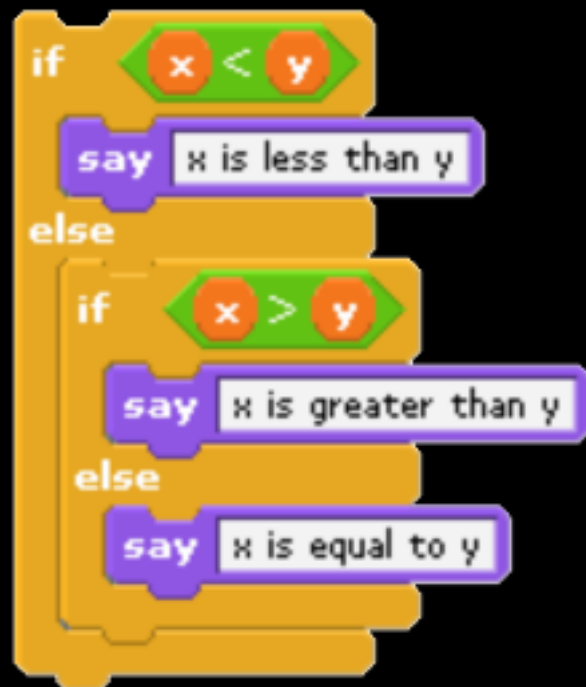 if x < y
say x is less than y
else
if x > y
say x is greater than y
else
say x is equal to y